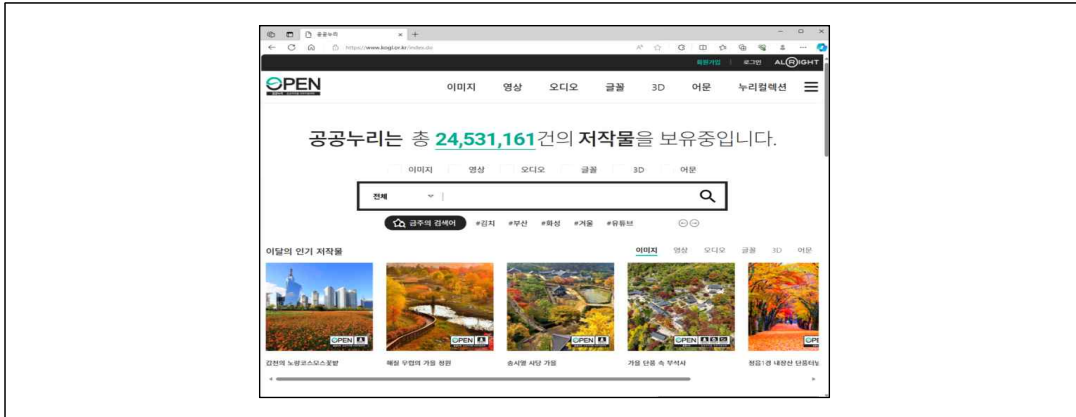 공공누리
https://www.kogl.or.kr/index.do
회원가입 로그인 ALⓇIGHT
OPEN 이미지 영상 오디오 글꼴 3D 어문 누리컬렉션
공공누리는 총 24,531,161건의 저작물을 보유중입니다.
이미지 영상 오디오 글꼴 3D 어문
전체
금주의 검색어 #김치 #부산 #화성 #겨울 #유튜브
이달의 인기 저작물 이미지 영상 오디오 글꼴 3D 어문
OPEN OPEN OPEN OPEN OPE
갑천의 노랑코스모스꽃밭 해질 무렵의 가을 정원 송시열 사당 가을 가을 단풍 속 부석사 정읍1경 내장산 단풍터널